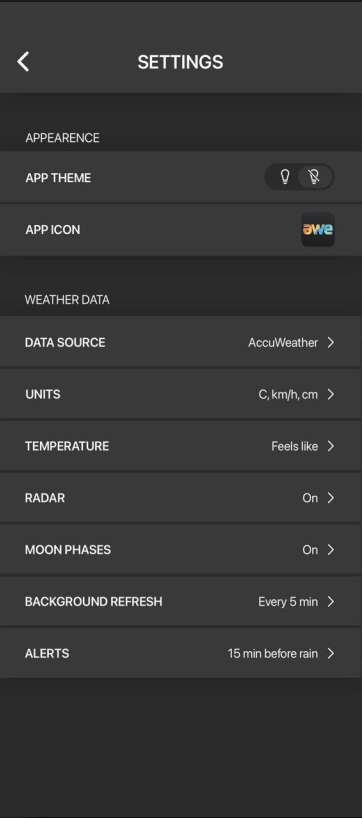 SETTINGS
APPEARENCE
APP THEME
APP ICON
awe
WEATHER DATA
DATA SOURCE AccuWeather
UNITS C, km/h, cm
TEMPERATURE Feels like
RADAR On
MOON PHASES On
BACKGROUND REFRESH Every 5 min
ALERTS 15 min before rain